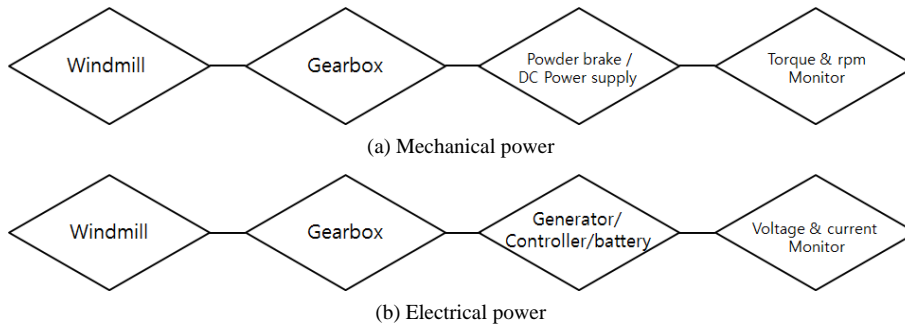 Windmill
Gearbox
Powder brake /
DC Power supply
Torque & rpm
Monitor
(a) Mechanical power
Windmill
Gearbox
Generator/
Controller/battery
Voltage & current
Monitor
(b) Electrical power